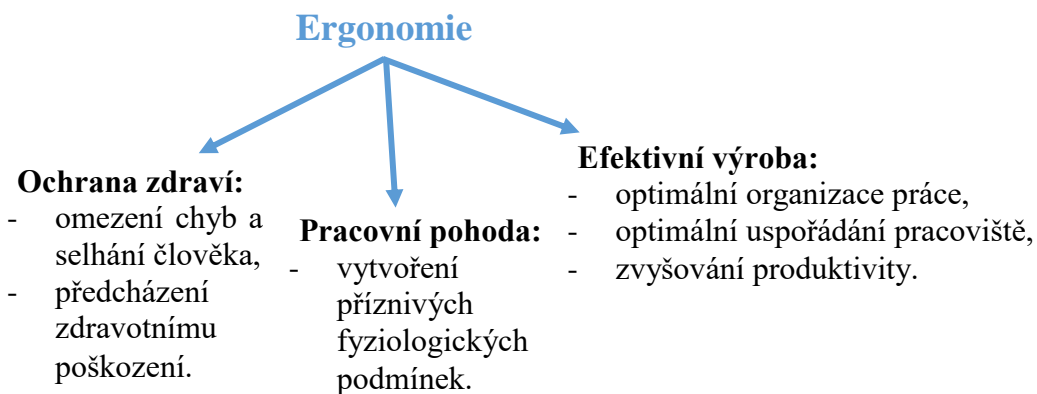 Ergonomie
Ochrana zdraví:
- omezení chyb a
selhání člověka,
- předcházení
zdravotnímu
poškození.
Pracovní pohoda:
- vytvoření
příznivých
fyziologických
podmínek.
Efektivní výroba:
- optimální organizace práce,
- optimální uspořádání pracoviště,
- zvyšování produktivity.